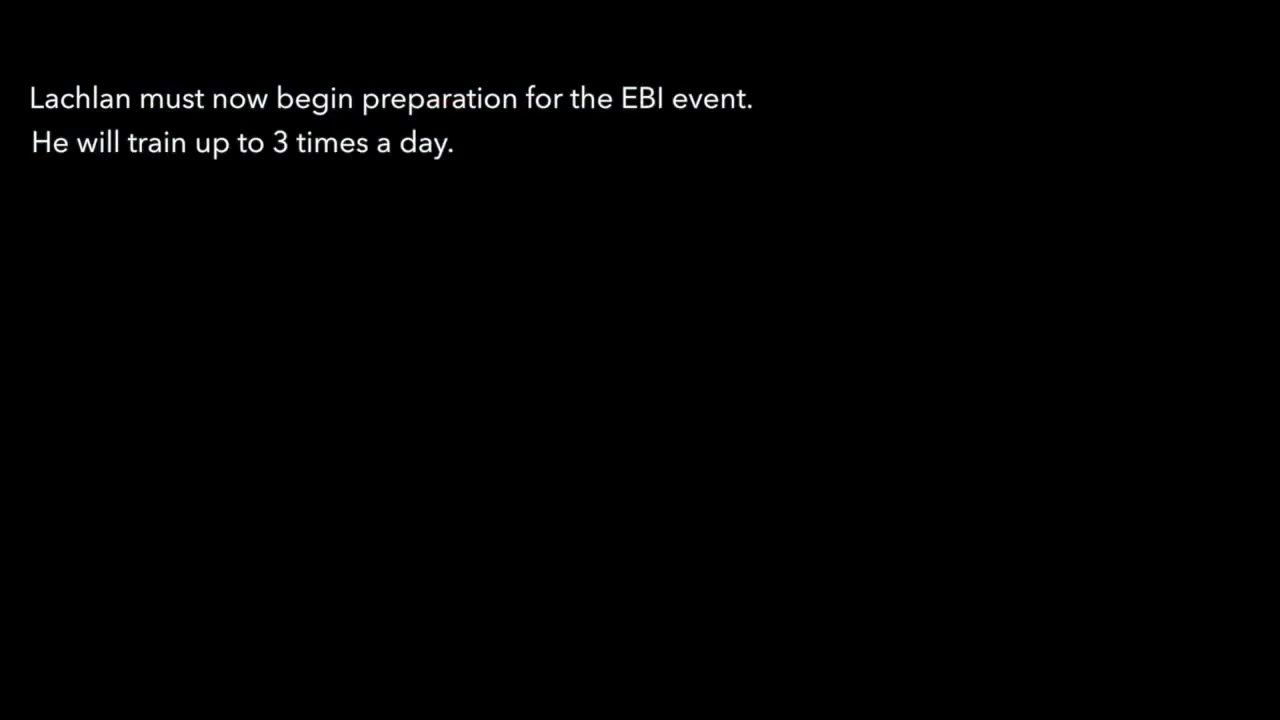 Lachlan must now begin preparation for the EBI event.
He will train up to 3 times a day.